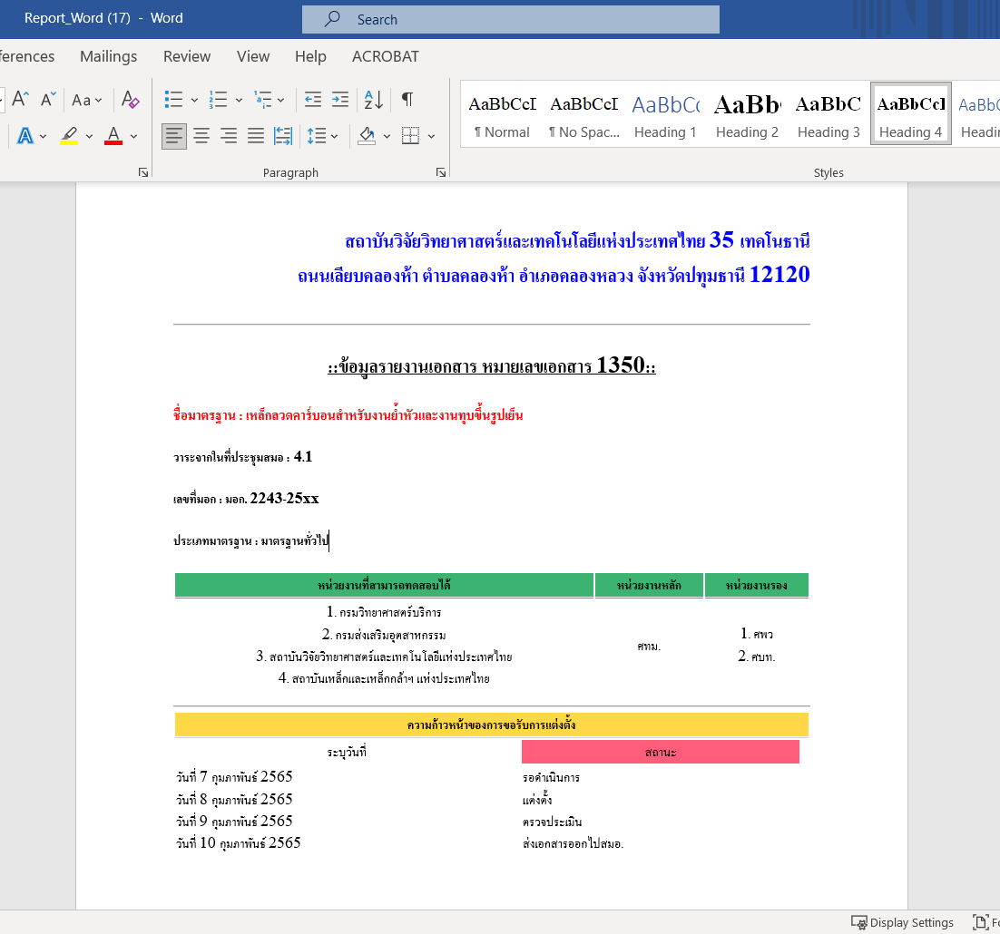 Report_Word (17) - Word
Search
ferences Mailings Review View Help ACROBAT
Aa
AaBbCcI AaBbCcI AaBbCc AaBb AaBbC AaBbCcI AaBbC
¶ Normal ¶ No Spac... Heading 1 Heading 2 Heading 3 Heading 4 Headi
Paragraph Styles
สถาบันวิจัยวิทยาศาสตร์และเทคโนโลยีแห่งประเทศไทย 35 เทคโนธานี
ถนนเลียบคลองห้า ตำบลคลองห้า อำเภอคลองหลวง จังหวัดปทุมธานี 12120
::ข้อมูลรายงานเอกสาร หมายเลขเอกสาร 1350::
ชื่อมาตรฐาน : เหล็กลวดคาร์บอนสำหรับงานย้ำหัวและงานทุบขึ้นรูปเย็น
วาระจากในที่ประชุมสมอ : 4.1
เลขที่มอก : มอก. 2243-25xx
ประเภทมาตรฐาน : มาตรฐานทั่วไป
หน่วยงานที่สามารถทดสอบได้ หน่วยงานหลัก หน่วยงานรอง
1. กรมวิทยาศาสตร์บริการ
2. กรมส่งเสริมอุตสาหกรรม
3. สถาบันวิจัยวิทยาศาสตร์และเทคโนโลยีแห่งประเทศไทย
4. สถาบันเหล็กและเหล็กกล้าฯ แห่งประเทศไทย
ศทม.
1. ศพว
2. ศบท.
ความก้าวหน้าของการขอรับการแต่งตั้ง
ระบุวันที่ สถานะ
วันที่ 7 กุมภาพันธ์ 2565 รอดำเนินการ
วันที่ 8 กุมภาพันธ์ 2565 แต่งตั้ง
วันที่ 9 กุมภาพันธ์ 2565 ตรวจประเมิน
วันที่ 10 กุมภาพันธ์ 2565 ส่งเอกสารออกไปสมอ.
Display Settings Fo